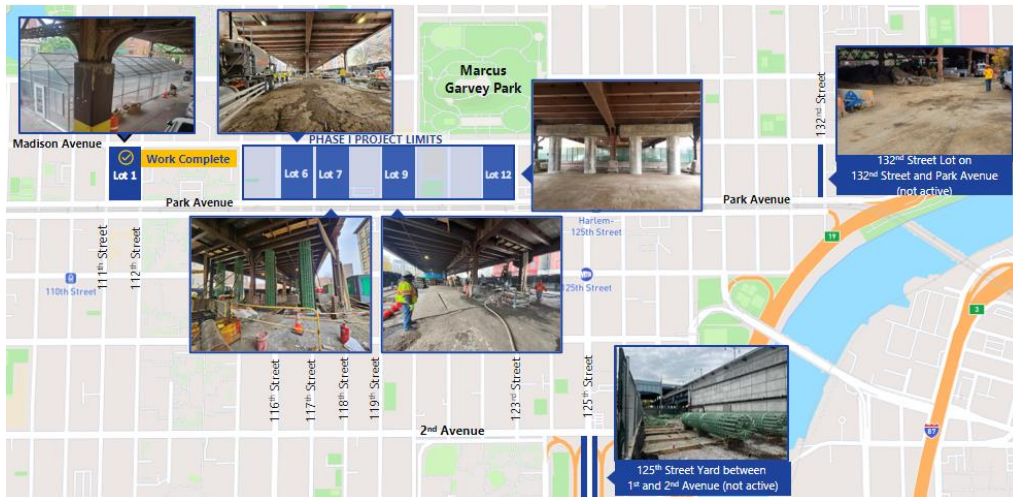 Marcus
Garvey Park
132nd Street
Madison Avenue
PHASE I PROJECT LIMITS
Work Complete
Lot 1
Lot 6
Lot 7
Lot 9
Lot 12
132nd Street Lot on
132nd Street and Park Avenue
(not active)
Park Avenue
Park Avenue
Harlem-
125th Street
19
111th Street
112th Street
110th Street
125th Street
3
116th Street
117th Street
118th Street
119th Street
123rd Street
125th Street
2nd Avenue
87
125th Street Yard between
1st and 2nd Avenue (not active)